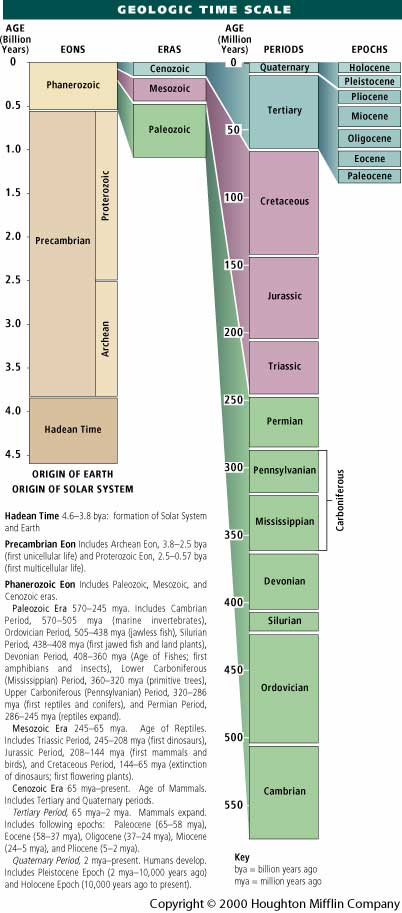 GEOLOGIC TIME SCALE
AGE
(Billion
Years)
EONS
ERAS
AGE
(Million
Years)
PERIODS
EPOCHS
0
0.5
1.0
1.5
2.0
2.5
3.0
3.5
4.0
4.5
Phanerozoic
Precambrian
Proterozoic
Archean
Hadean Time
ORIGIN OF EARTH
ORIGIN OF SOLAR SYSTEM
Cenozoic
Mesozoic
Paleozoic
0
50
100
150
200
250
300
350
400
450
500
550
Quaternary
Tertiary
Cretaceous
Jurassic
Triassic
Permian
Pennsylvanian
Mississippian
Carboniferous
Devonian
Silurian
Ordovician
Cambrian
Holocene
Pleistocene
Pliocene
Miocene
Oligocene
Eocene
Paleocene
Hadean Time 4.6–3.8 bya: formation of Solar System
and Earth
Precambrian Eon Includes Archean Eon, 3.8–2.5 bya
(first unicellular life) and Proterozoic Eon, 2.5–0.57 bya
(first multicellular life).
Phanerozoic Eon Includes Paleozoic, Mesozoic, and
Cenozoic eras.
Paleozoic Era 570–245 mya. Includes Cambrian
Period, 570–505 mya (marine invertebrates),
Ordovician Period, 505–438 mya (jawless fish), Silurian
Period, 438–408 mya (first jawed fish and land plants),
Devonian Period, 408–360 mya (Age of Fishes; first
amphibians and insects), Lower Carboniferous
(Mississippian) Period, 360–320 mya (primitive trees),
Upper Carboniferous (Pennsylvanian) Period, 320–286
mya (first reptiles and conifers), and Permian Period,
286–245 mya (reptiles expand).
Mesozoic Era 245–65 mya. Age of Reptiles.
Includes Triassic Period, 245–208 mya (first dinosaurs),
Jurassic Period, 208–144 mya (first mammals and
birds), and Cretaceous Period, 144–65 mya (extinction
of dinosaurs; first flowering plants).
Cenozoic Era 65 mya–present. Age of Mammals.
Includes Tertiary and Quaternary periods.
Tertiary Period, 65 mya–2 mya. Mammals expand.
Includes following epochs: Paleocene (65–58 mya),
Eocene (58–37 mya), Oligocene (37–24 mya), Miocene
(24–5 mya), and Pliocene (5–2 mya).
Quaternary Period, 2 mya–present. Humans develop.
Includes Pleistocene Epoch (2 mya–10,000 years ago)
and Holocene Epoch (10,000 years ago to present).
Key
bya = billion years ago
mya = million years ago
Copyright © 2000 Houghton Mifflin Company